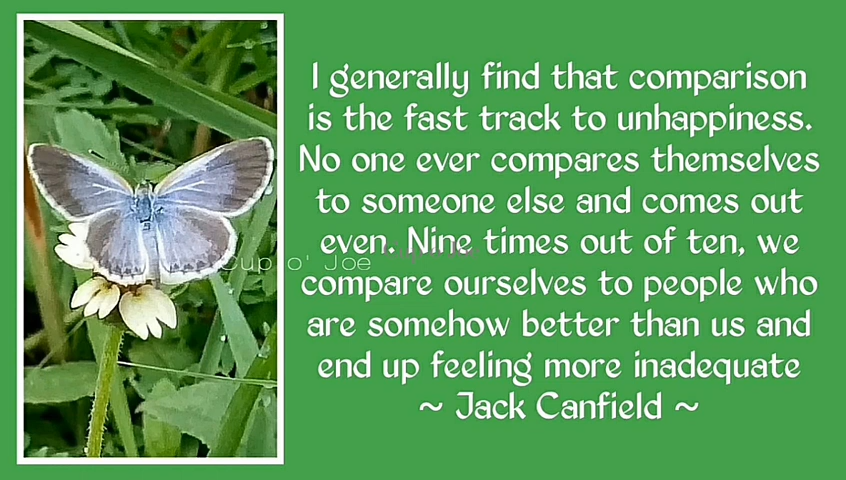 I generally find that comparison
is the fast track to unhappiness.
No one ever compares themselves
to someone else and comes out
even. Nine times out of ten, we
compare ourselves to people who
are somehow better than us and
end up feeling more inadequate
~ Jack Canfield ~
Cup o' Joe